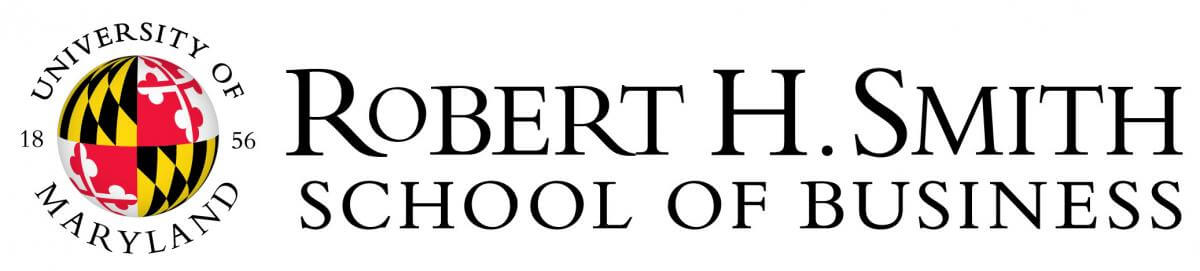 UNIVERSITY OF
18 56
MARYLAND
ROBERT H. SMITH
SCHOOL OF BUSINESS